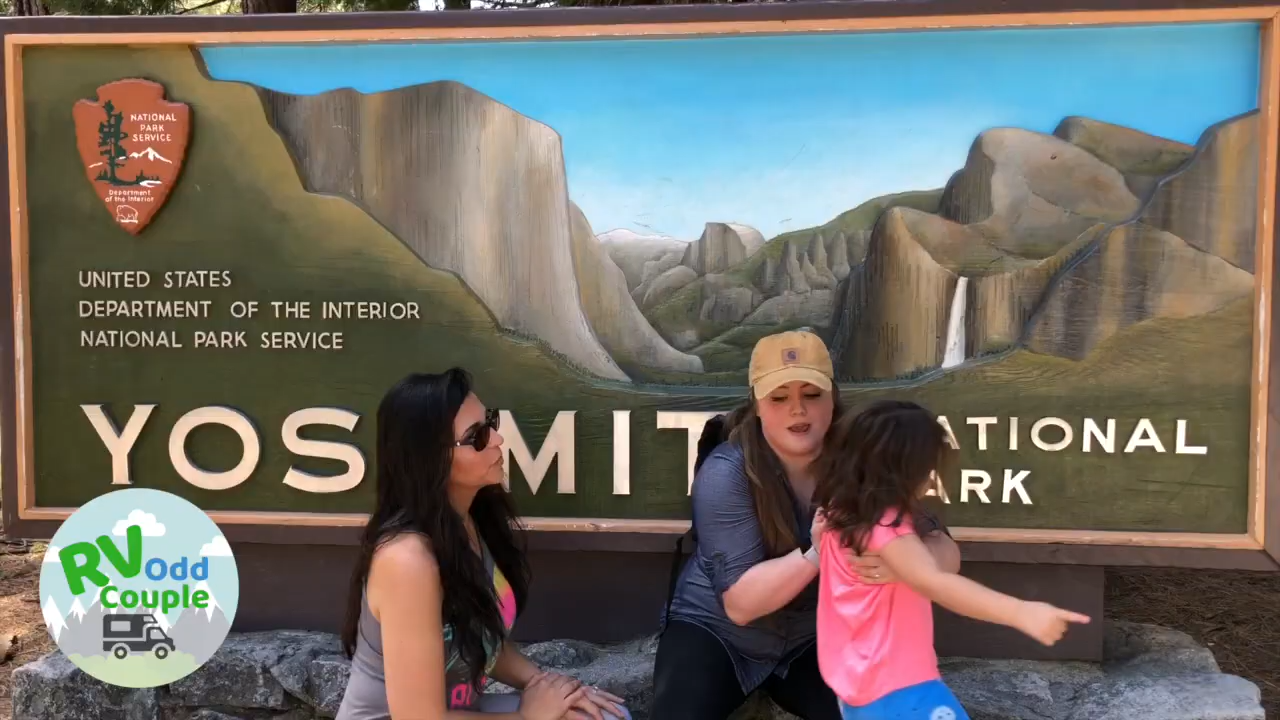 NATIONAL
PARK
SERVICE
Department
of the Interior
UNITED STATES
DEPARTMENT OF THE INTERIOR
NATIONAL PARK SERVICE
YOS MIT ATIONAL
ARK
RV Odd
Couple